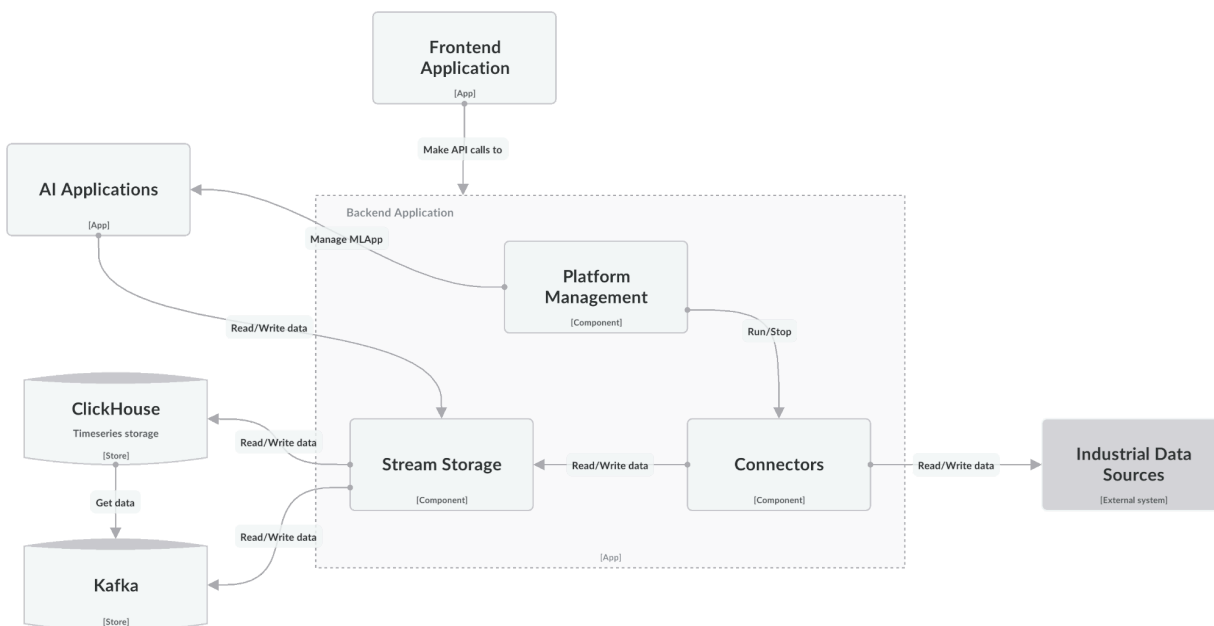 Frontend
Application
[App]
Make API calls to
AI Applications
[App]
Backend Application
Manage MLApp
Platform
Management
[Component]
Read/Write data
Run/Stop
ClickHouse
Timeseries storage
[Store]
Read/Write data
Stream Storage
[Component]
Read/Write data
Connectors
[Component]
Read/Write data
Industrial Data
Sources
[External system]
Get data
Read/Write data
Kafka
[Store]
[App]